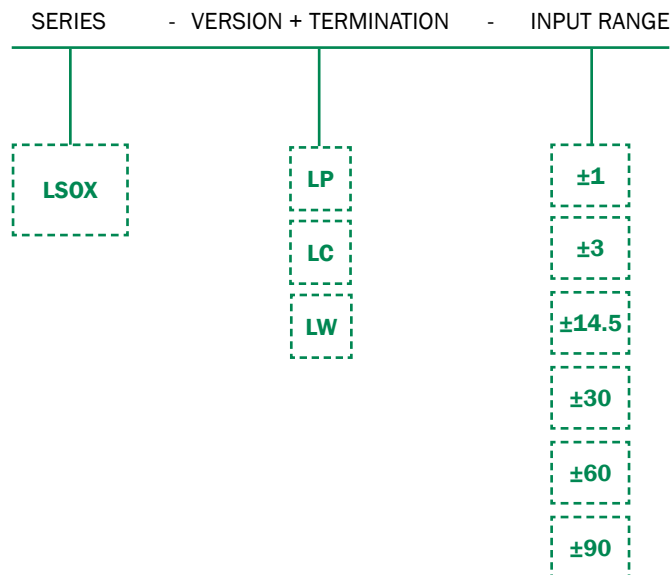 SERIES - VERSION + TERMINATION - INPUT RANGE
LSOX
LP
LC
LW
±1
±3
±14.5
±30
±60
±90